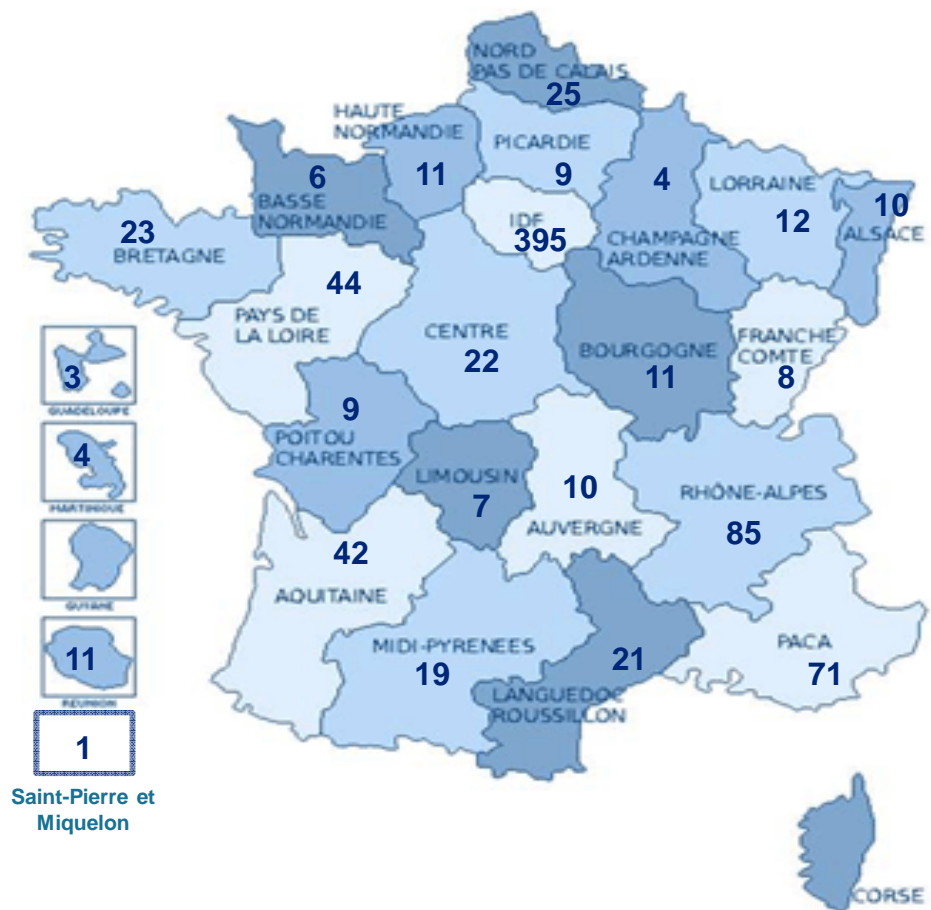 NORD
PAS DE CALAIS
25
HAUTE
NORMANDIE
11
PICARDIE
9
6
BASSE
NORMANDIE
IDF
395
4
CHAMPAGNE
ARDENNE
LORRAINE
12
10
ALSACE
23
BRETAGNE
44
PAYS DE
LA LOIRE
CENTRE
22
BOURGOGNE
11
FRANCHE
COMTE
8
9
POITOU
CHARENTES
LIMOUSIN
7
10
AUVERGNE
RHÔNE-ALPES
85
42
AQUITAINE
MIDI-PYRENEES
19
21
LANGUEDOC
ROUSSILLON
PACA
71
CORSE
3
GUADELOUPE
4
MARTINIQUE
GUYANE
11
REUNION
1
Saint-Pierre et
Miquelon